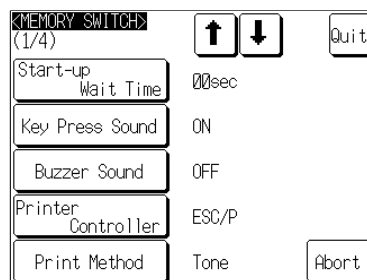 <MEMORY SWITCH>
(1/4)
Quit
Start-up
Wait Time
00sec
Key Press Sound
ON
Buzzer Sound
OFF
Printer
Controller
ESC/P
Print Method
Tone
Abort